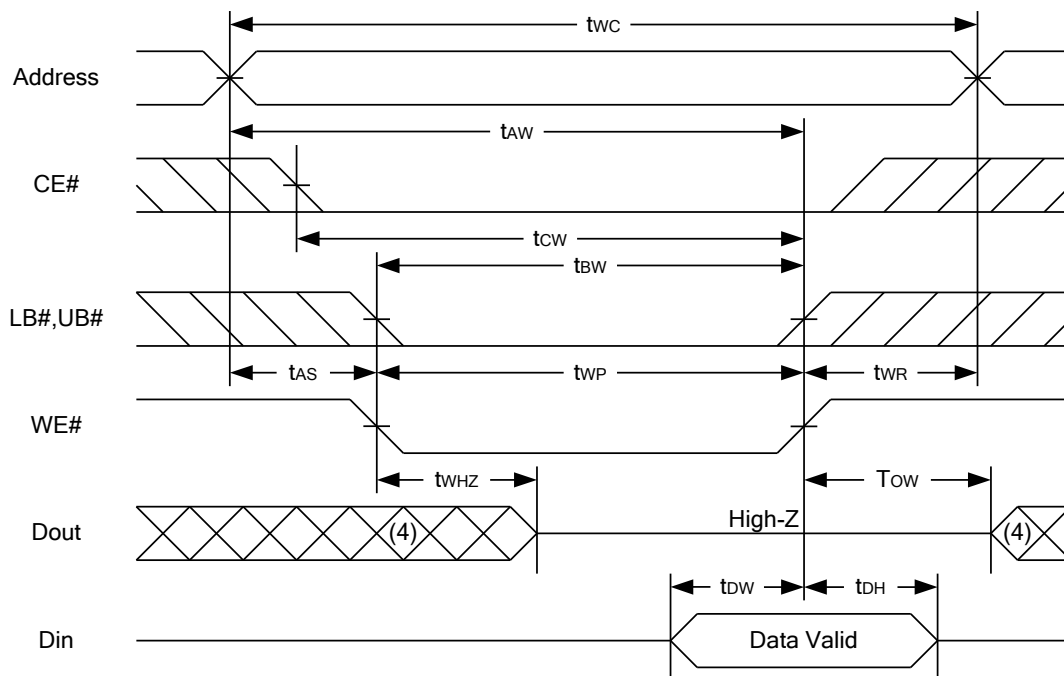 tWC
Address
tAW
CE#
tCW
tBW
LB#,UB#
tAS
tWP
tWR
WE#
tWHZ
TOW
Dout
(4)
High-Z
(4)
tDW
tDH
Din
Data Valid